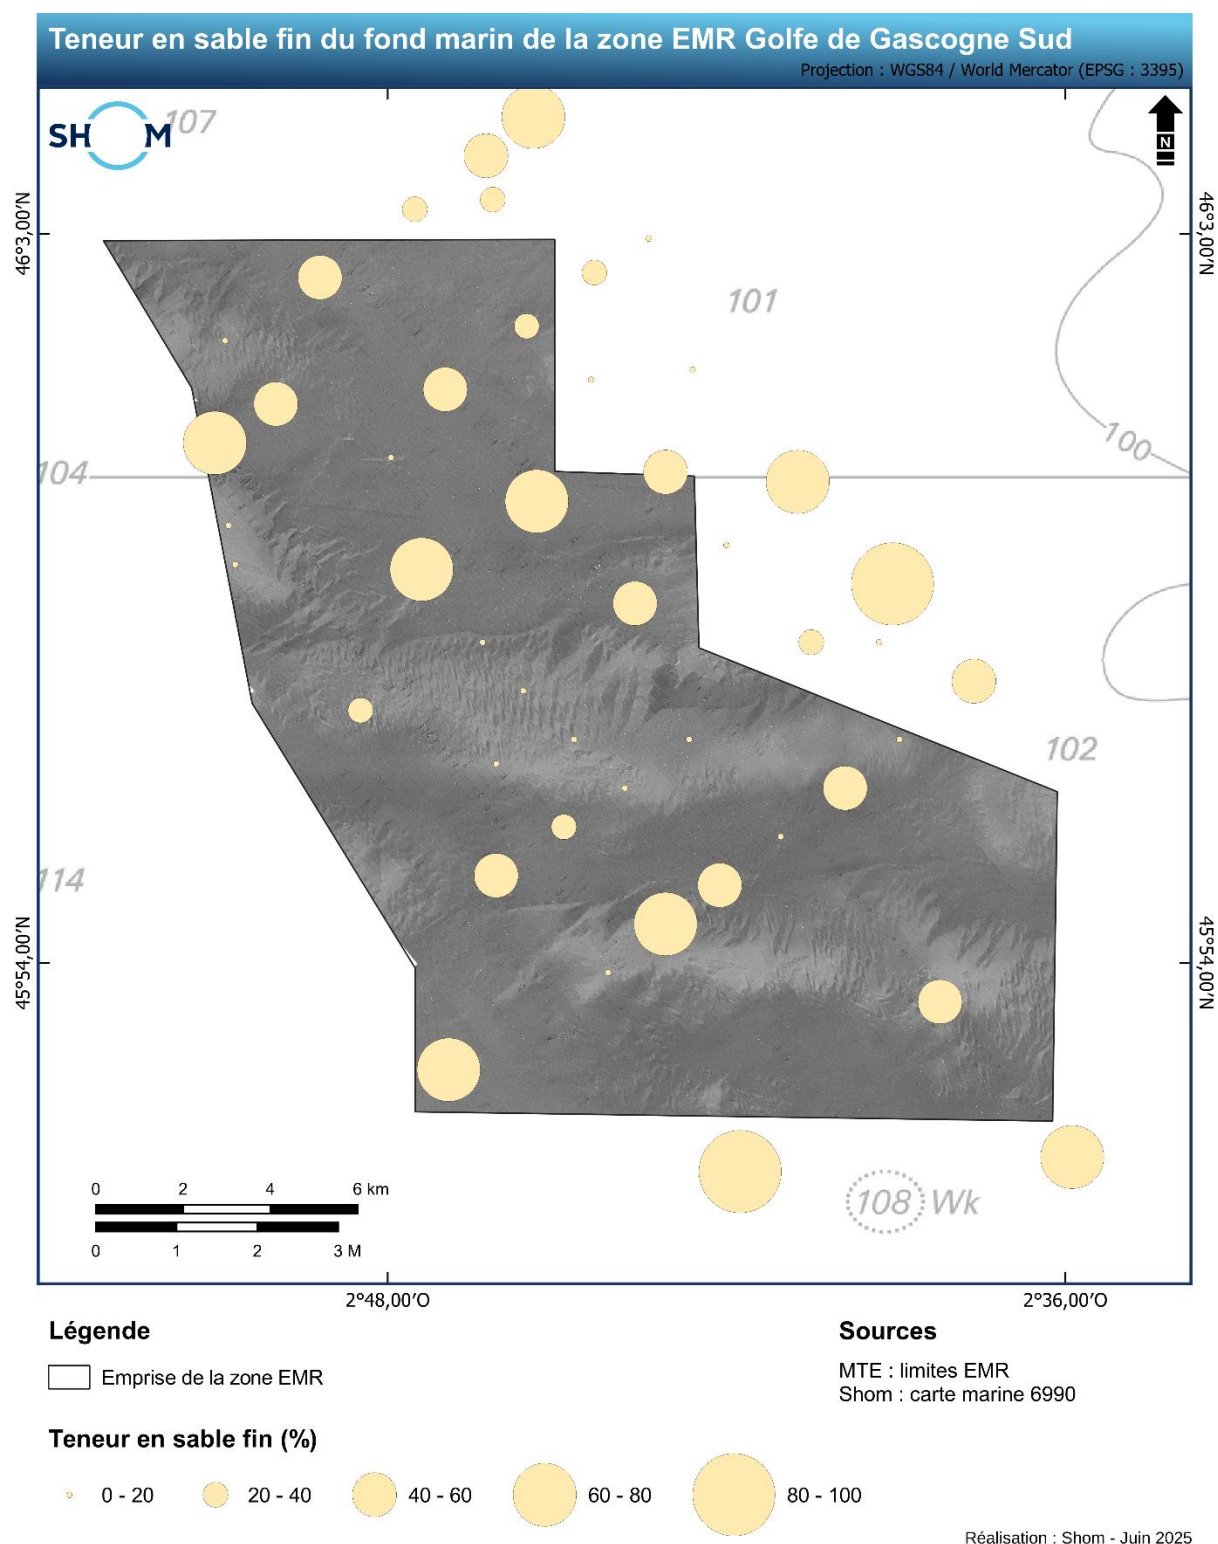 Teneur en sable fin du fond marin de la zone EMR Golfe de Gascogne Sud
Projection : WGS84 / World Mercator (EPSG : 3395)
SHOM
107
N
46°3,00'N
46°3,00'N
101
100
104
102
114
45°54,00'N
45°54,00'N
0 2 4 6 km
0 1 2 3 M
108 Wk
2°48,00'O
2°36,00'O
Légende
Emprise de la zone EMR
Sources
MTE : limites EMR
Shom : carte marine 6990
Teneur en sable fin (%)
0 - 20
20 - 40
40 - 60
60 - 80
80 - 100
Réalisation : Shom - Juin 2025